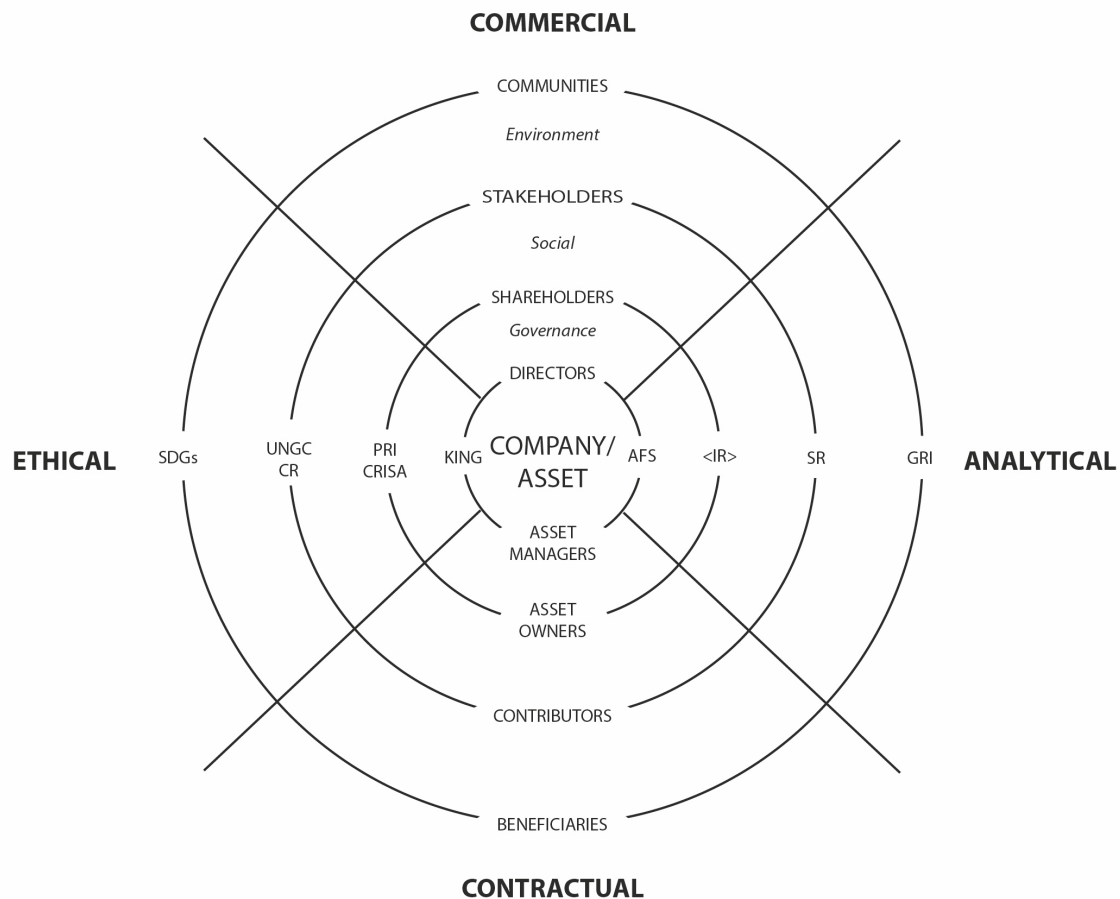 COMMERCIAL
COMMUNITIES
Environment
STAKEHOLDERS
Social
SHAREHOLDERS
Governance
DIRECTORS
ETHICAL
SDGs
UNGC
CR
PRI
CRISA
KING
COMPANY/
ASSET
AFS
<IR>
SR
GRI
ANALYTICAL
ASSET
MANAGERS
ASSET
OWNERS
CONTRIBUTORS
BENEFICIARIES
CONTRACTUAL